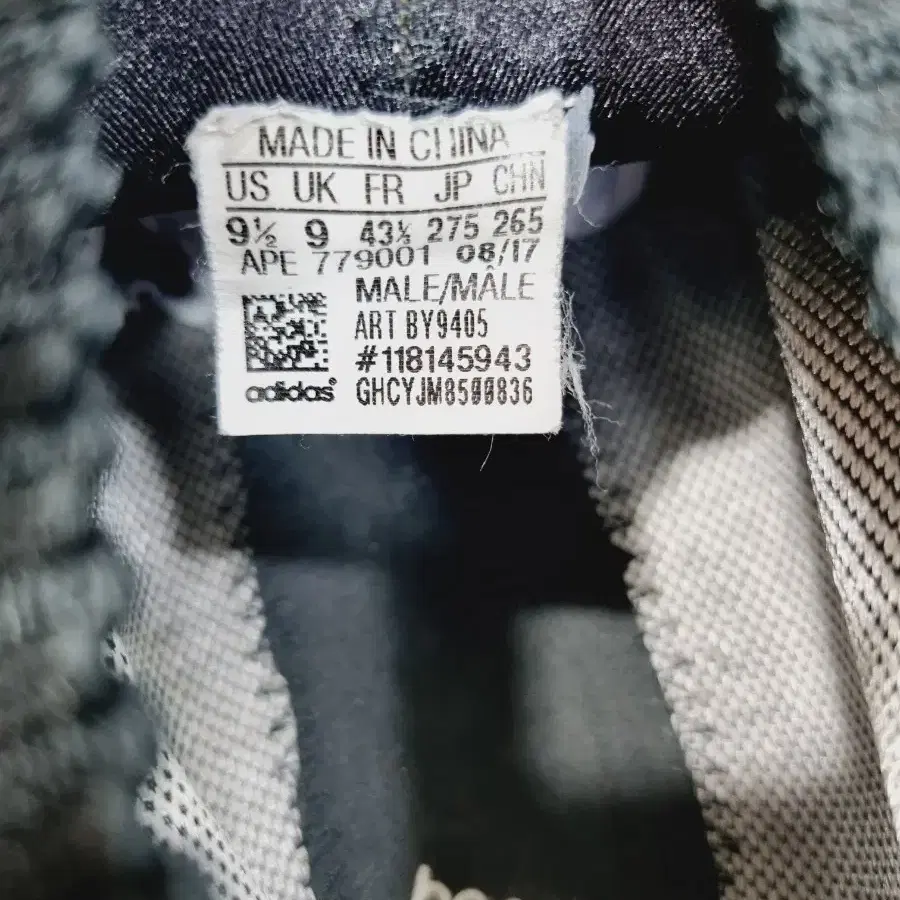 MADE IN CHINA
US UK FR JP CHN
9½ 9 43⅓ 275 265
APE 779001 08/17
MALE/MÂLE
ART BY9405
#118145943
adidas® GHCYJM8500836